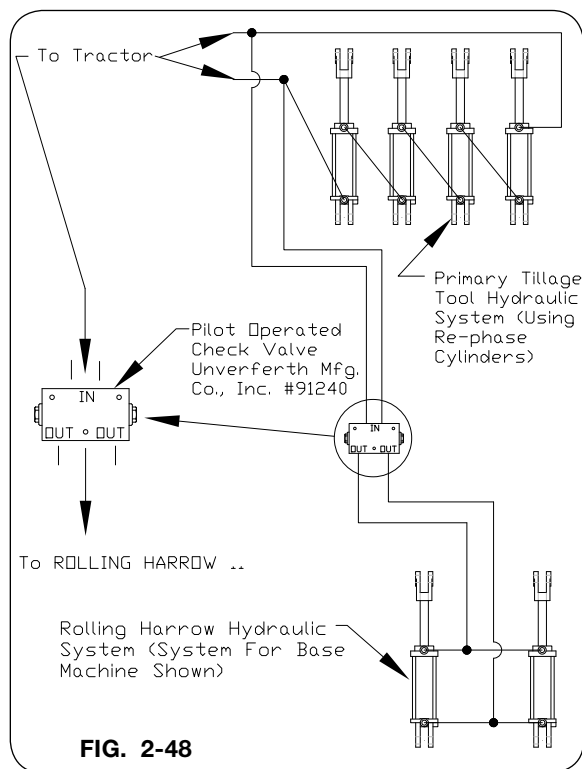 To Tractor
Primary Tillage
Tool Hydraulic
System (Using
Re-phase
Cylinders)
Pilot Operated
Check Valve
Unverferth Mfg.
Co., Inc. #91240
IN
OUT OUT
IN
OUT OUT
To ROLLING HARROW ..
Rolling Harrow Hydraulic
System (System For Base
Machine Shown)
FIG. 2-48